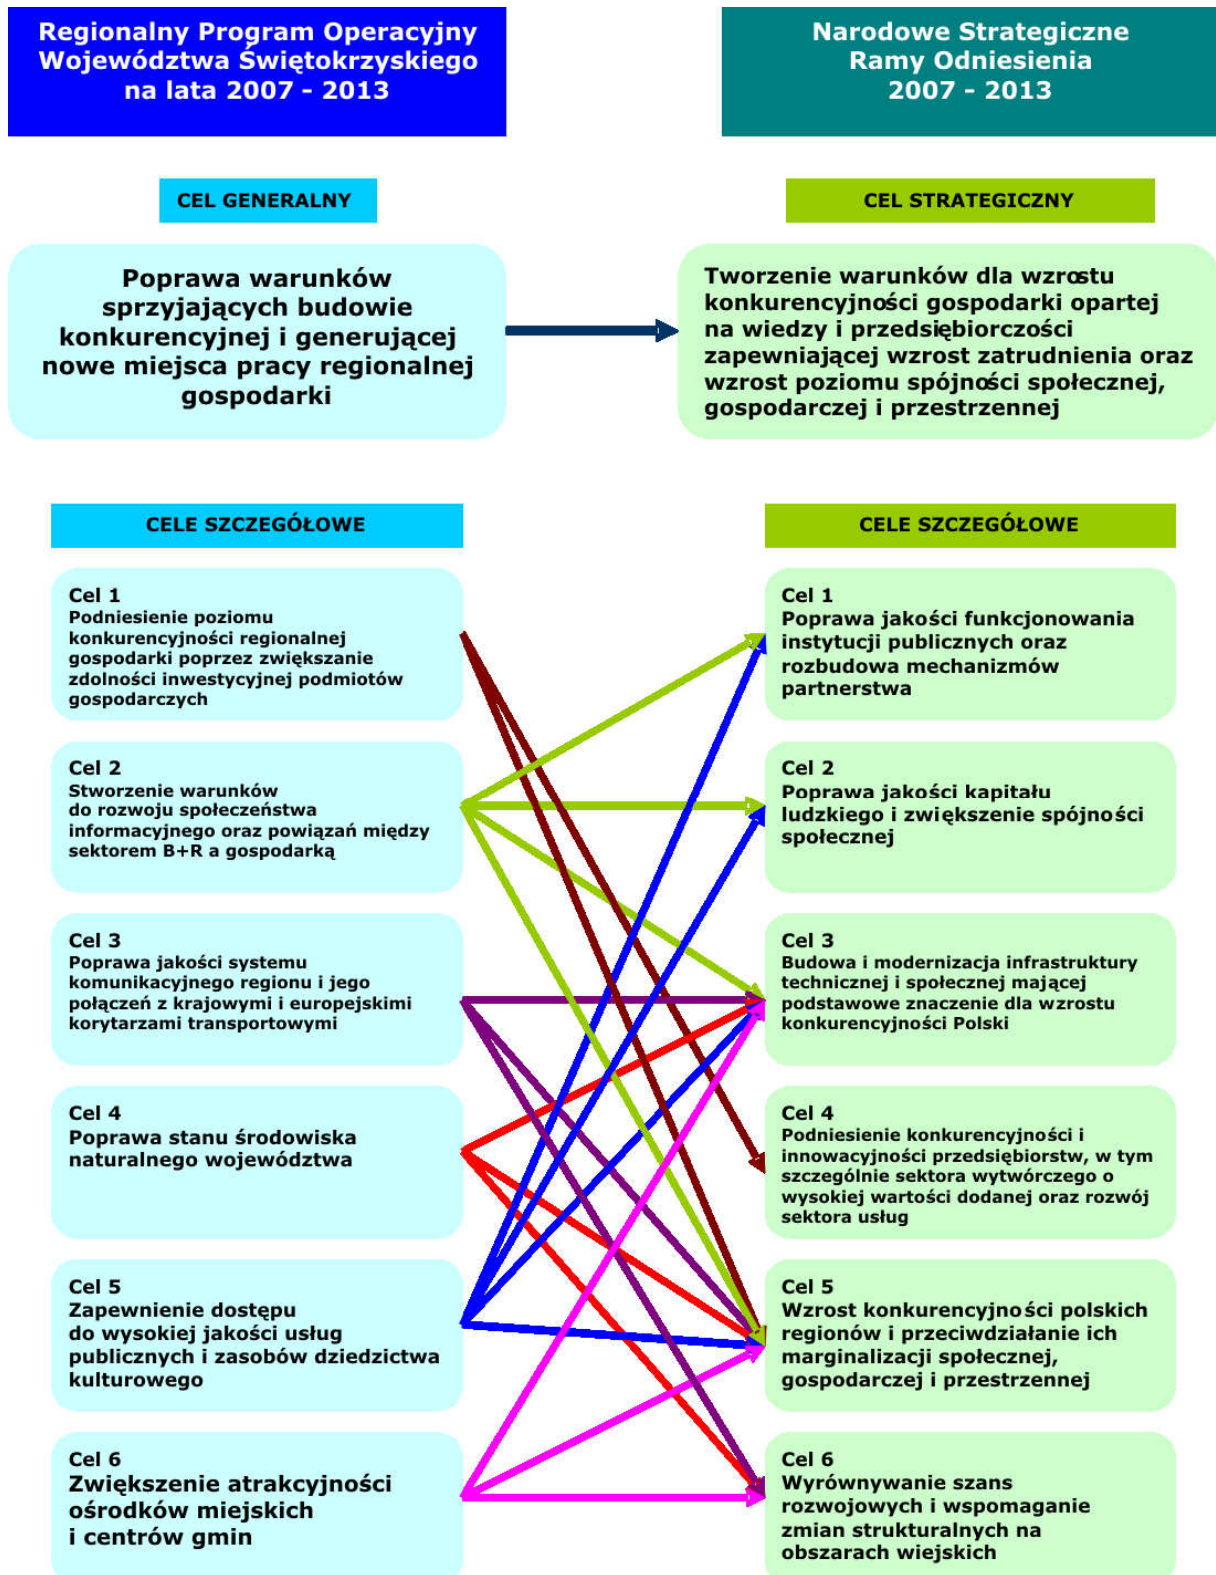 Regionalny Program Operacyjny
Województwa Świętokrzyskiego
na lata 2007 - 2013
Narodowe Strategiczne
Ramy Odniesienia
2007 - 2013
CEL GENERALNY
CEL STRATEGICZNY
Poprawa warunków
sprzyjających budowie
konkurencyjnej i generującej
nowe miejsca pracy regionalnej
gospodarki
Tworzenie warunków dla wzrostu
konkurencyjności gospodarki opartej
na wiedzy i przedsiębiorczości
zapewniającej wzrost zatrudnienia oraz
wzrost poziomu spójności społecznej,
gospodarczej i przestrzennej
CELE SZCZEGÓŁOWE
Cel 1
Podniesienie poziomu
konkurencyjności regionalnej
gospodarki poprzez zwiększanie
zdolności inwestycyjnej podmiotów
gospodarczych
Cel 2
Stworzenie warunków
do rozwoju społeczeństwa
informacyjnego oraz powiązań między
sektorem B+R a gospodarką
Cel 3
Poprawa jakości systemu
komunikacyjnego regionu i jego
połączeń z krajowymi i europejskimi
korytarzami transportowymi
Cel 4
Poprawa stanu środowiska
naturalnego województwa
Cel 5
Zapewnienie dostępu
do wysokiej jakości usług
publicznych i zasobów dziedzictwa
kulturowego
Cel 6
Zwiększenie atrakcyjności
ośrodków miejskich
i centrów gmin
CELE SZCZEGÓŁOWE
Cel 1
Poprawa jakości funkcjonowania
instytucji publicznych oraz
rozbudowa mechanizmów
partnerstwa
Cel 2
Poprawa jakości kapitału
ludzkiego i zwiększenie spójności
społecznej
Cel 3
Budowa i modernizacja infrastruktury
technicznej i społecznej mającej
podstawowe znaczenie dla wzrostu
konkurencyjności Polski
Cel 4
Podniesienie konkurencyjności i
innowacyjności przedsiębiorstw, w tym
szczególnie sektora wytwórczego o
wysokiej wartości dodanej oraz rozwój
sektora usług
Cel 5
Wzrost konkurencyjności polskich
regionów i przeciwdziałanie ich
marginalizacji społecznej,
gospodarczej i przestrzennej
Cel 6
Wyrównywanie szans
rozwojowych i wspomaganie
zmian strukturalnych na
obszarach wiejskich